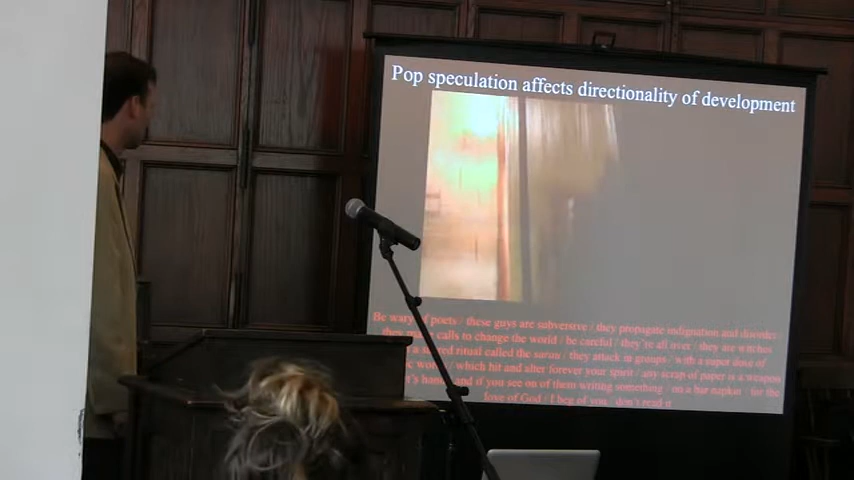 Pop speculation affects directionality of development
Be wary of poets / these guys are subversive / they propagate indignation and disorder
they make calls to change the world / be careful / they're all over / they are witches
a sacred ritual called the / they attack in groups / with a super dose of
words / which hit and alter forever your spirit / any scrap of paper is a weapon
hand / and if you see on of them writing something / on a bar napkin / for the
love of God / I beg of you / don't read